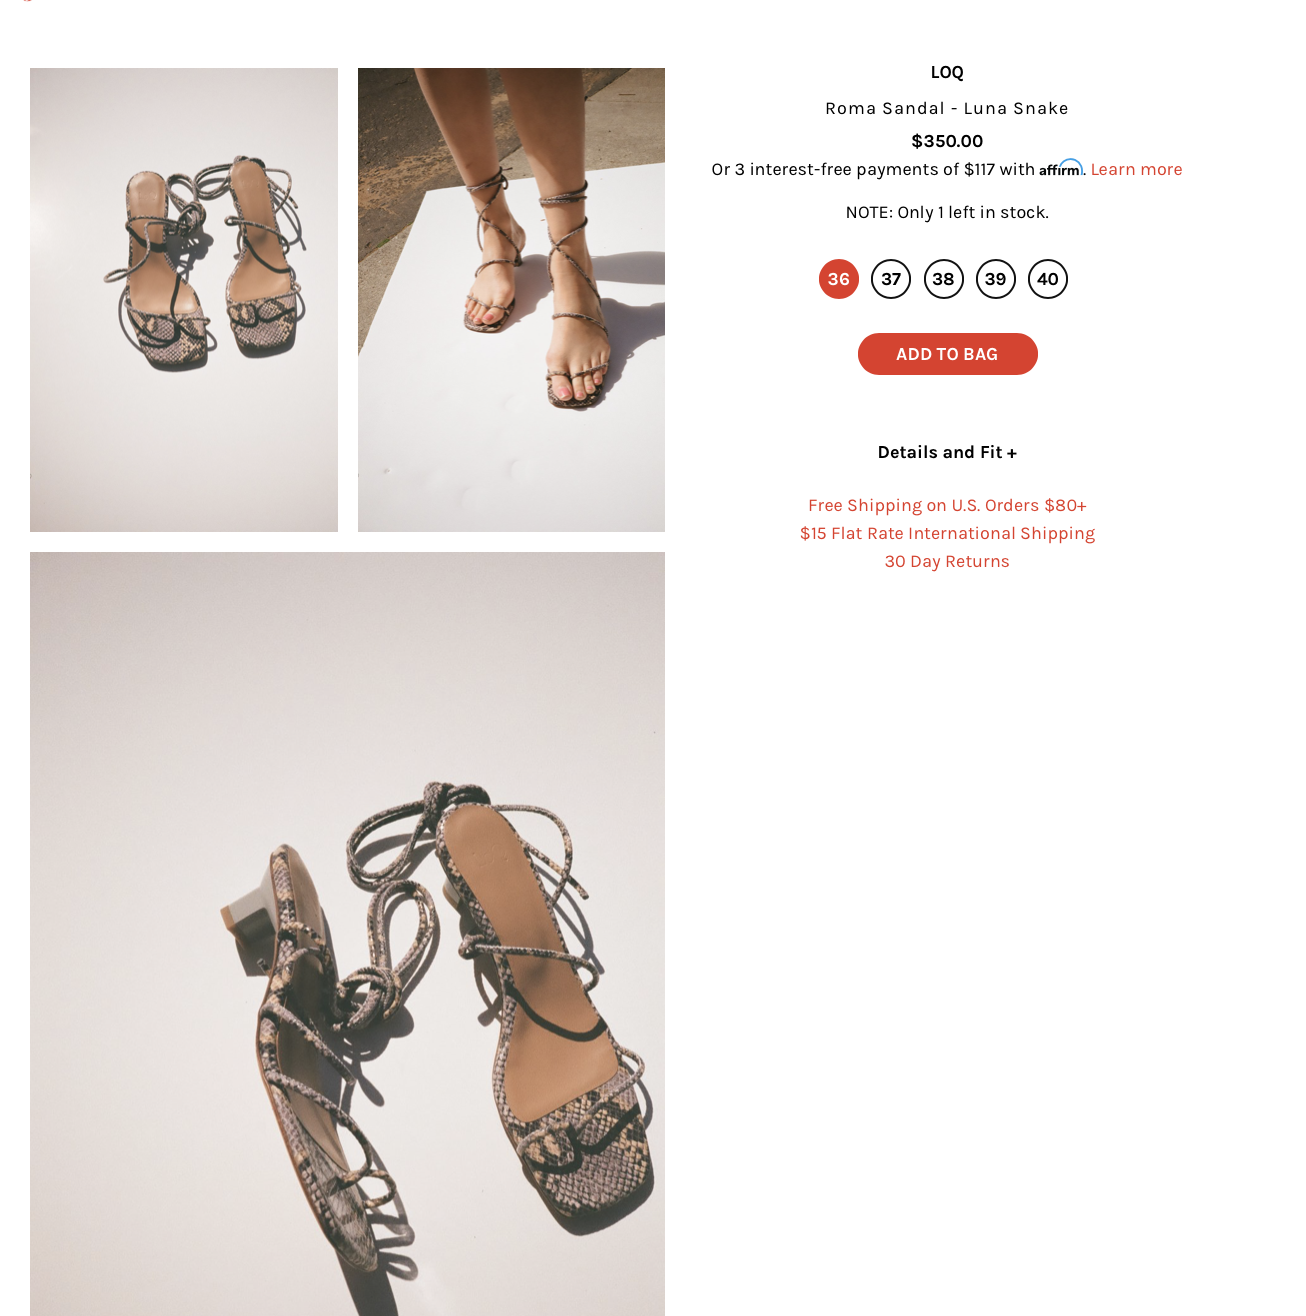 LOQ
Roma Sandal - Luna Snake
$350.00
Or 3 interest-free payments of $117 with affirm. Learn more
NOTE: Only 1 left in stock.
36 37 38 39 40
ADD TO BAG
Details and Fit +
Free Shipping on U.S. Orders $80+
$15 Flat Rate International Shipping
30 Day Returns